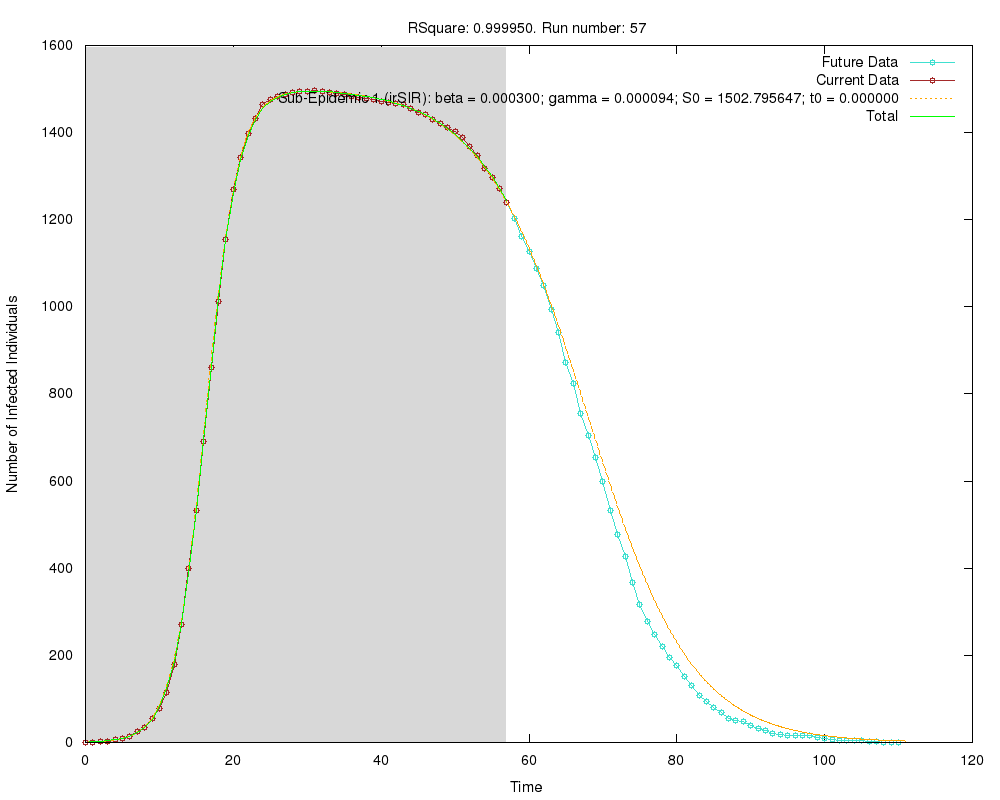 RSquare: 0.999950. Run number: 57
1600
1400
1200
1000
800
600
400
200
0
0 20 40 60 80 100 120
Number of Infected Individuals
Time
Future Data
Current Data
Sub-Epidemic 1 (irSIR): beta = 0.000300; gamma = 0.000094; S0 = 1502.795647; t0 = 0.000000
Total